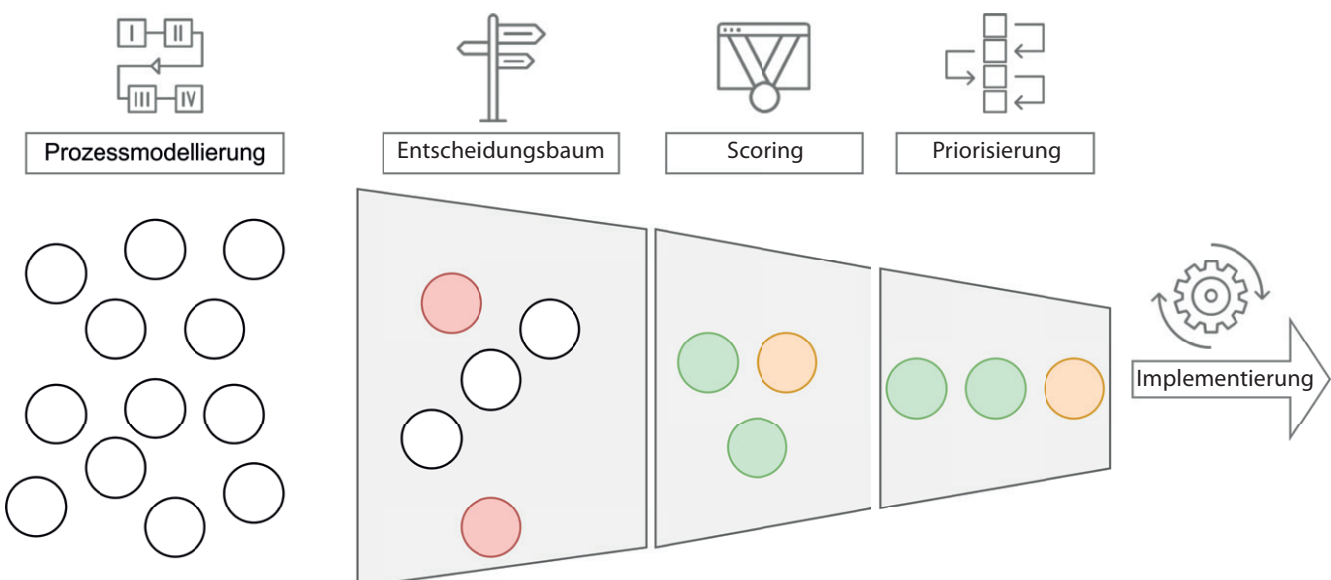 I
II
III
IV
Prozessmodellierung
Entscheidungsbaum
Scoring
Priorisierung
Implementierung